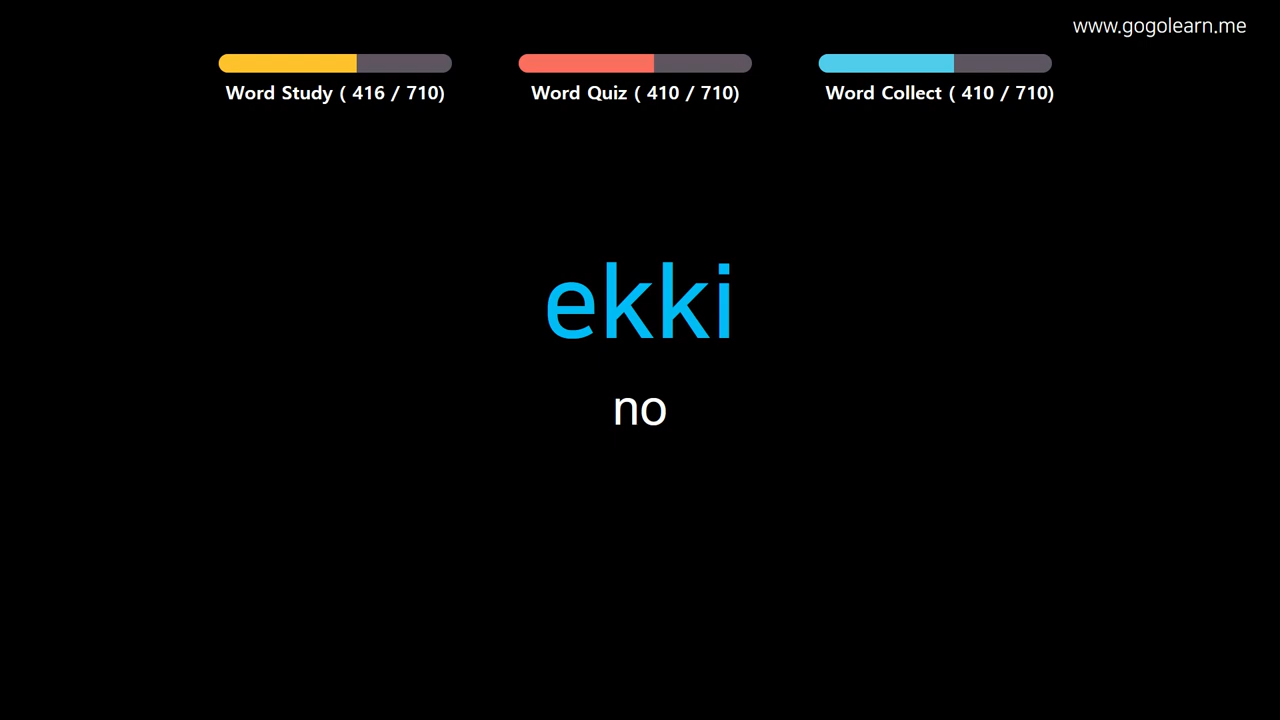 www.gogolearn.me
Word Study ( 416 / 710)
Word Quiz ( 410 / 710)
Word Collect ( 410 / 710)
ekki
no